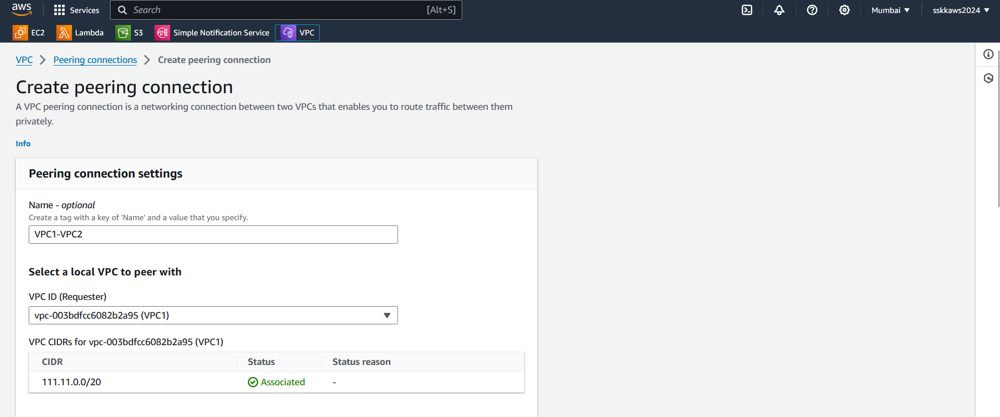 aws
Services
Search
[Alt+S]
Mumbai
sskkaws2024
EC2
Lambda
S3
Simple Notification Service
VPC
VPC
Peering connections
Create peering connection
Create peering connection
A VPC peering connection is a networking connection between two VPCs that enables you to route traffic between them
privately.
Info
Peering connection settings
Name - optional
Create a tag with a key of 'Name' and a value that you specify.
VPC1-VPC2
Select a local VPC to peer with
VPC ID (Requester)
vpc-003bdfcc6082b2a95 (VPC1)
VPC CIDRs for vpc-003bdfcc6082b2a95 (VPC1)
CIDR Status Status reason
111.11.0.0/20 Associated -